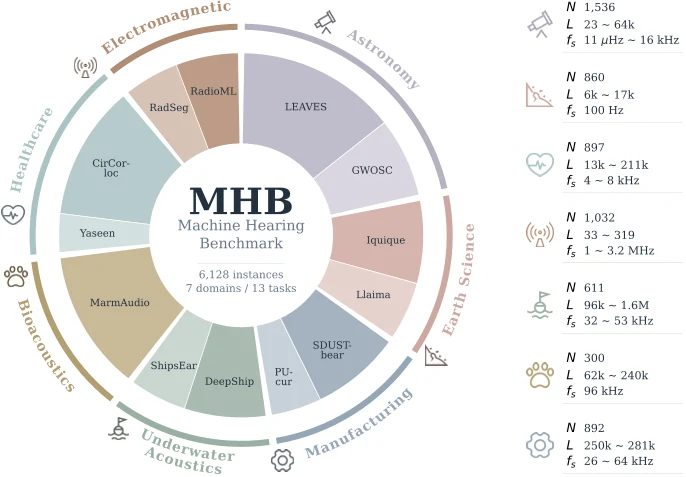 Electromagnetic
Astronomy
Healthcare
Earth Science
Bioacoustics
Underwater
Acoustics
Manufacturing
RadioML
RadSeg
LEAVES
GWOSC
CirCor-
loc
Yaseen
Iquique
Llaima
MarmAudio
SDUST-
bear
PU-
cur
ShipsEar
DeepShip
MHB
Machine Hearing
Benchmark
6,128 instances
7 domains / 13 tasks
N 1,536
L 23 ~ 64k
fs 11 μHz ~ 16 kHz
N 860
L 6k ~ 17k
fs 100 Hz
N 897
L 13k ~ 211k
fs 4 ~ 8 kHz
N 1,032
L 33 ~ 319
fs 1 ~ 3.2 MHz
N 611
L 96k ~ 1.6M
fs 32 ~ 53 kHz
N 300
L 62k ~ 240k
fs 96 kHz
N 892
L 250k ~ 281k
fs 26 ~ 64 kHz